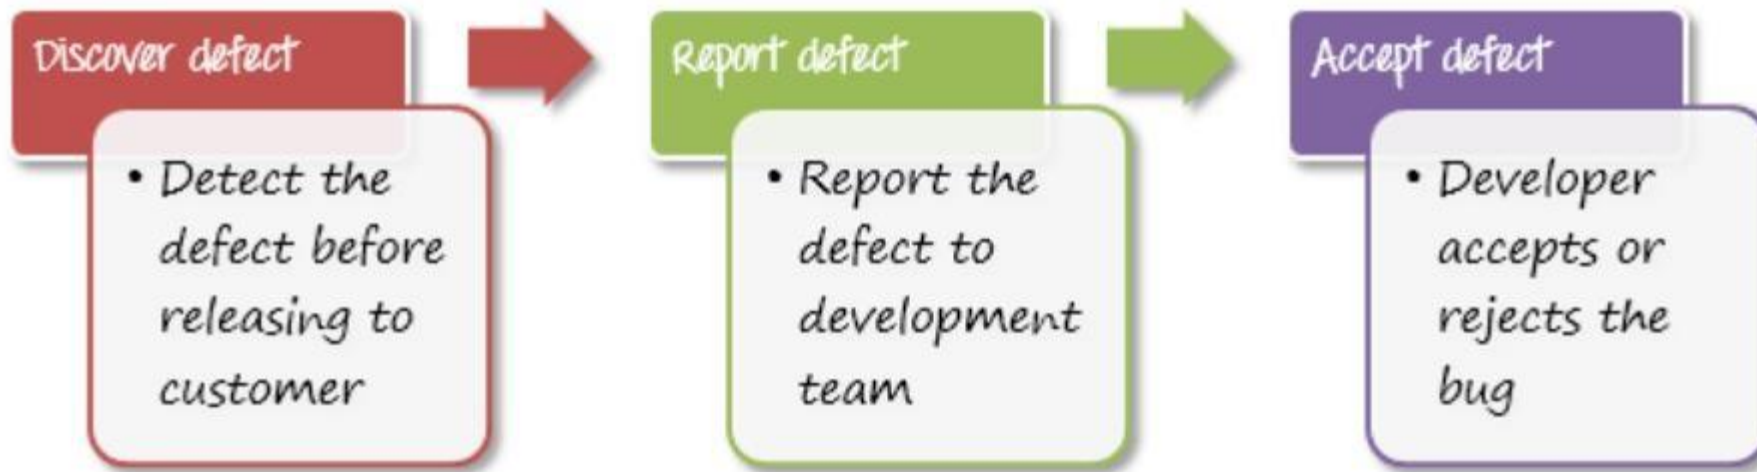 Discover defect
• Detect the
defect before
releasing to
customer
Report defect
• Report the
defect to
development
team
Accept defect
• Developer
accepts or
rejects the
bug